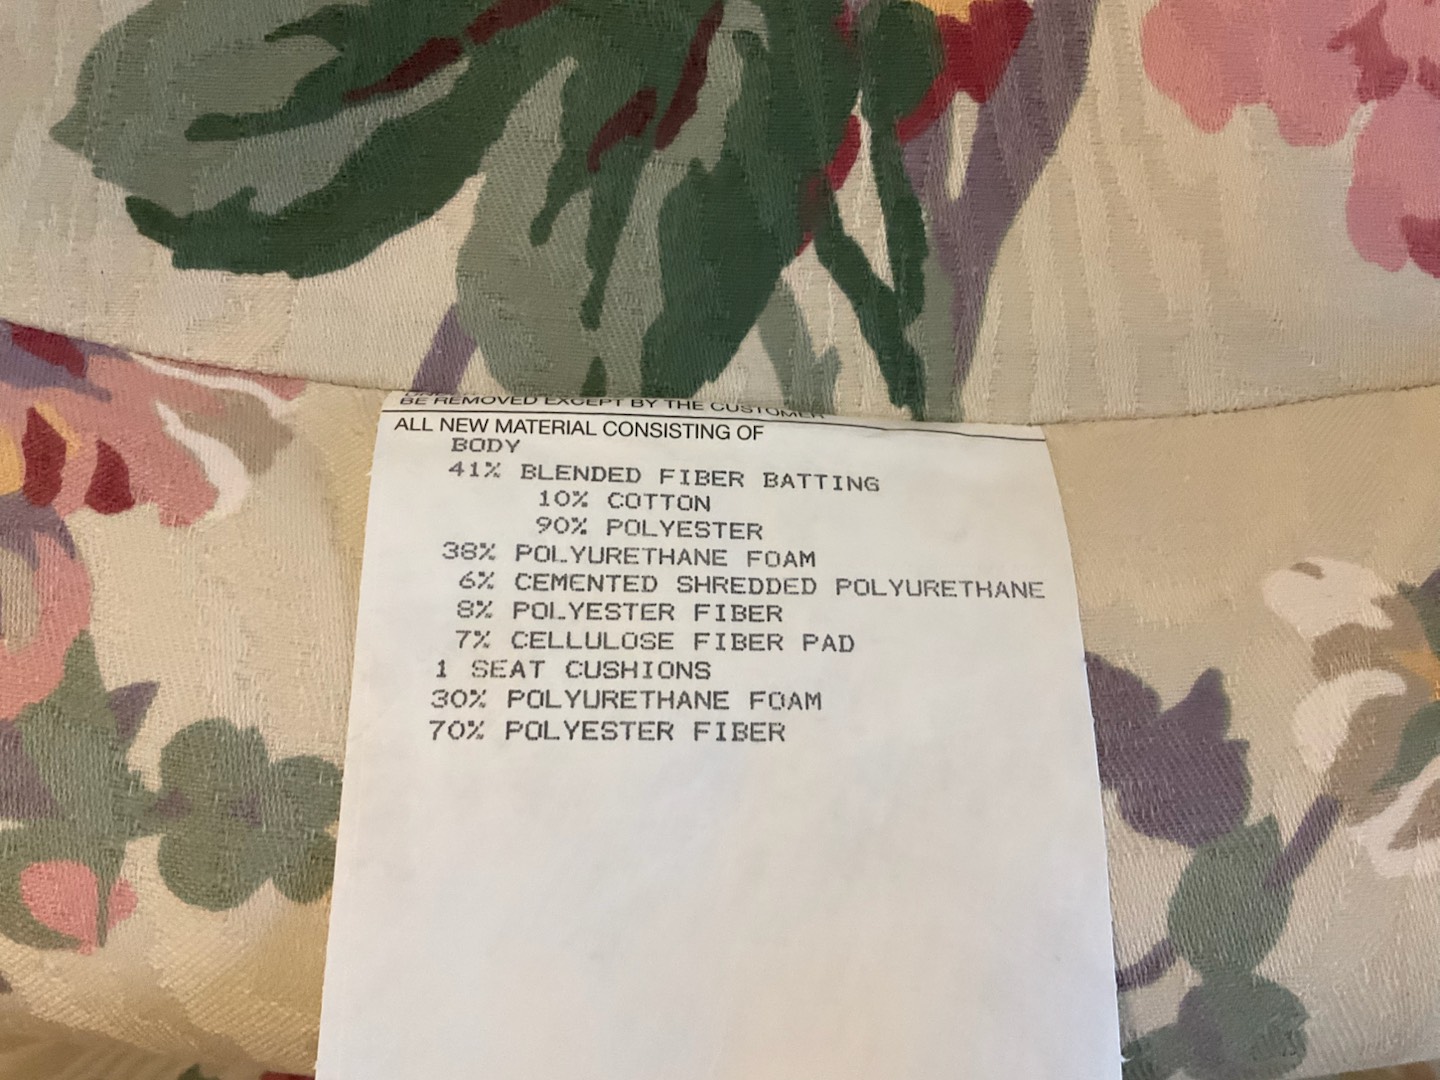 BE REMOVED EXCEPT BY THE CUSTOMER
ALL NEW MATERIAL CONSISTING OF
BODY
41% BLENDED FIBER BATTING
10% COTTON
90% POLYESTER
38% POLYURETHANE FOAM
6% CEMENTED SHREDDED POLYURETHANE
8% POLYESTER FIBER
7% CELLULOSE FIBER PAD
1 SEAT CUSHIONS
30% POLYURETHANE FOAM
70% POLYESTER FIBER